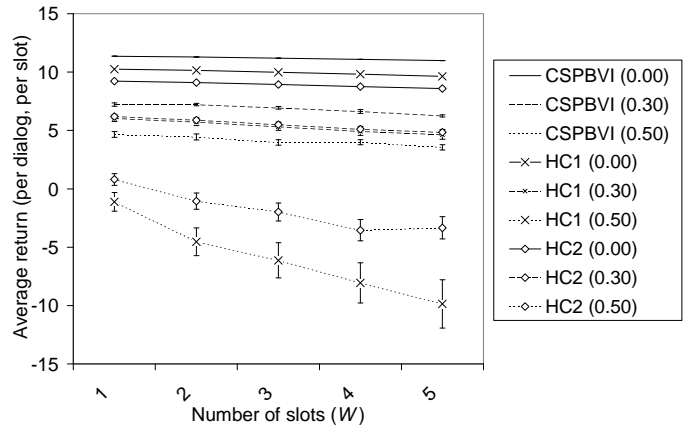 15
10
5
0
-5
-10
-15
Average return (per dialog, per slot)
1
2
3
4
5
Number of slots (W)
CSPBVI (0.00)
CSPBVI (0.30)
CSPBVI (0.50)
HC1 (0.00)
HC1 (0.30)
HC1 (0.50)
HC2 (0.00)
HC2 (0.30)
HC2 (0.50)